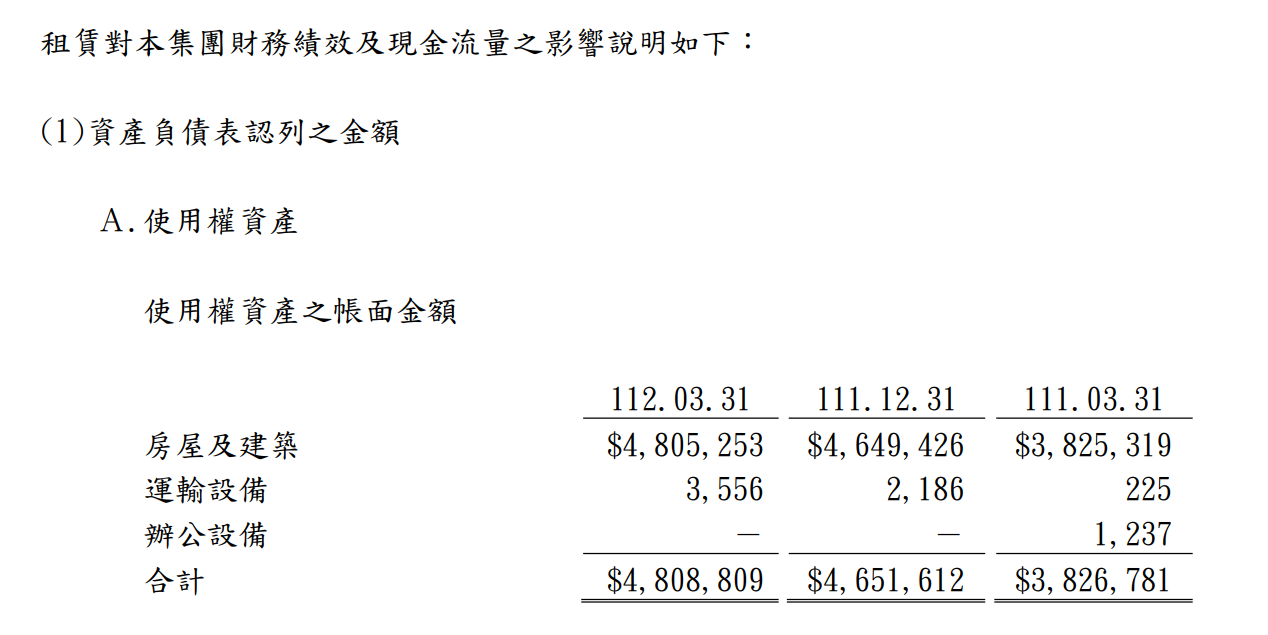 租賃對本集團財務績效及現金流量之影響說明如下：
(1)資產負債表認列之金額
A.使用權資產
使用權資產之帳面金額
112.03.31 111.12.31 111.03.31
房屋及建築 $4,805,253 $4,649,426 $3,825,319
運輸設備 3,556 2,186 225
辦公設備 — — 1,237
合計 $4,808,809 $4,651,612 $3,826,781